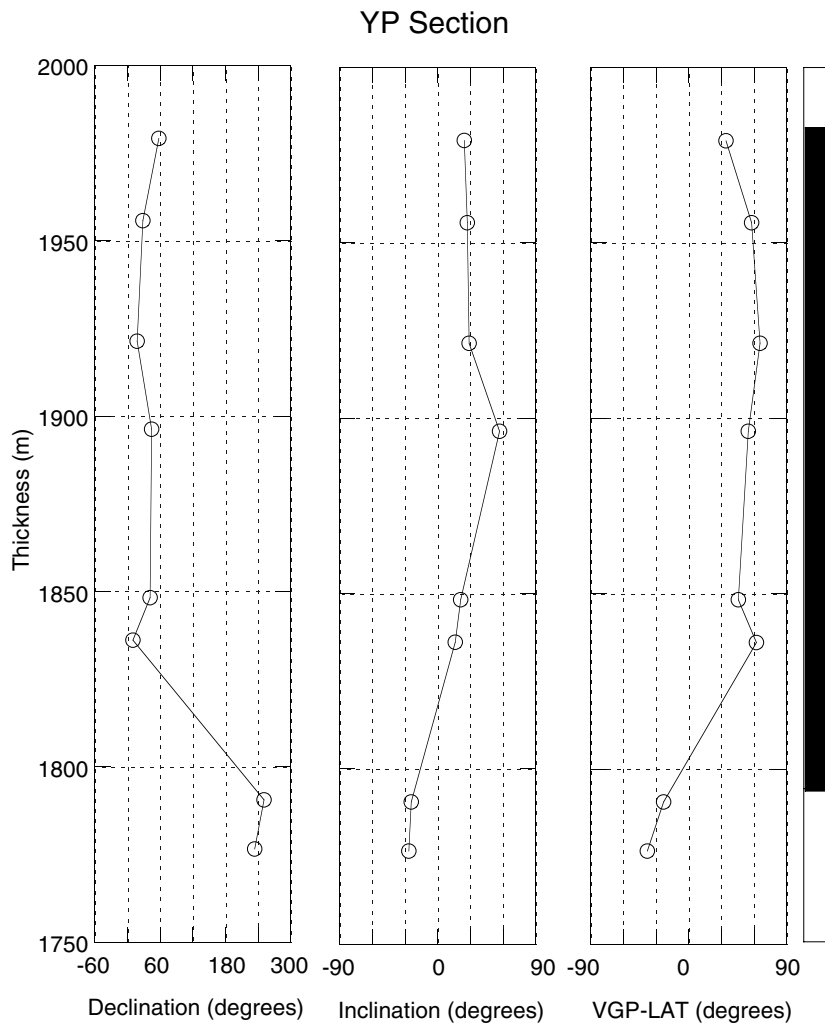 YP Section
2000
1950
1900
1850
1800
1750
Thickness (m)
-60 60 180 300 -90 0 90 -90 0 90
Declination (degrees) Inclination (degrees) VGP-LAT (degrees)